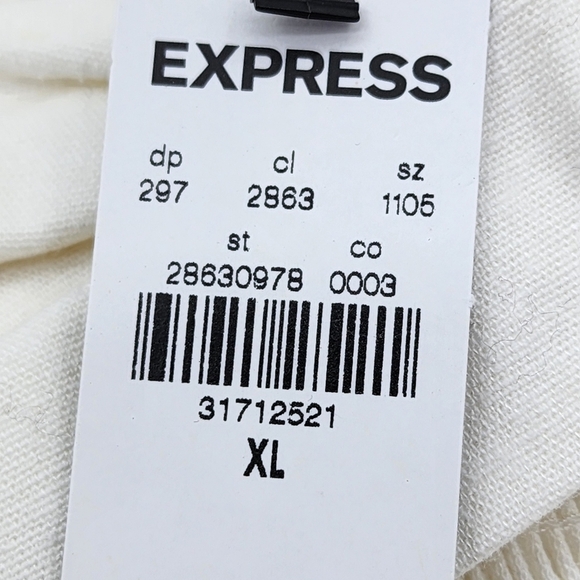 EXPRESS
dp cl sz
297 2863 1105
st co
28630978 0003
31712521
XL